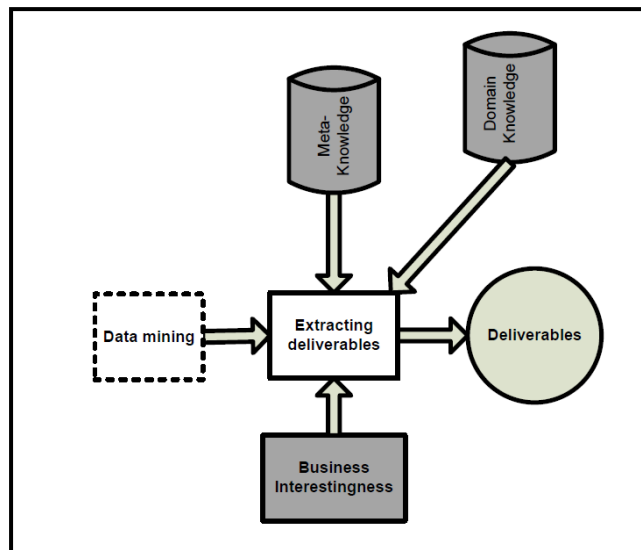 Meta-
Knowledge
Domain
Knowledge
Data mining
Extracting
deliverables
Deliverables
Business
Interestingness